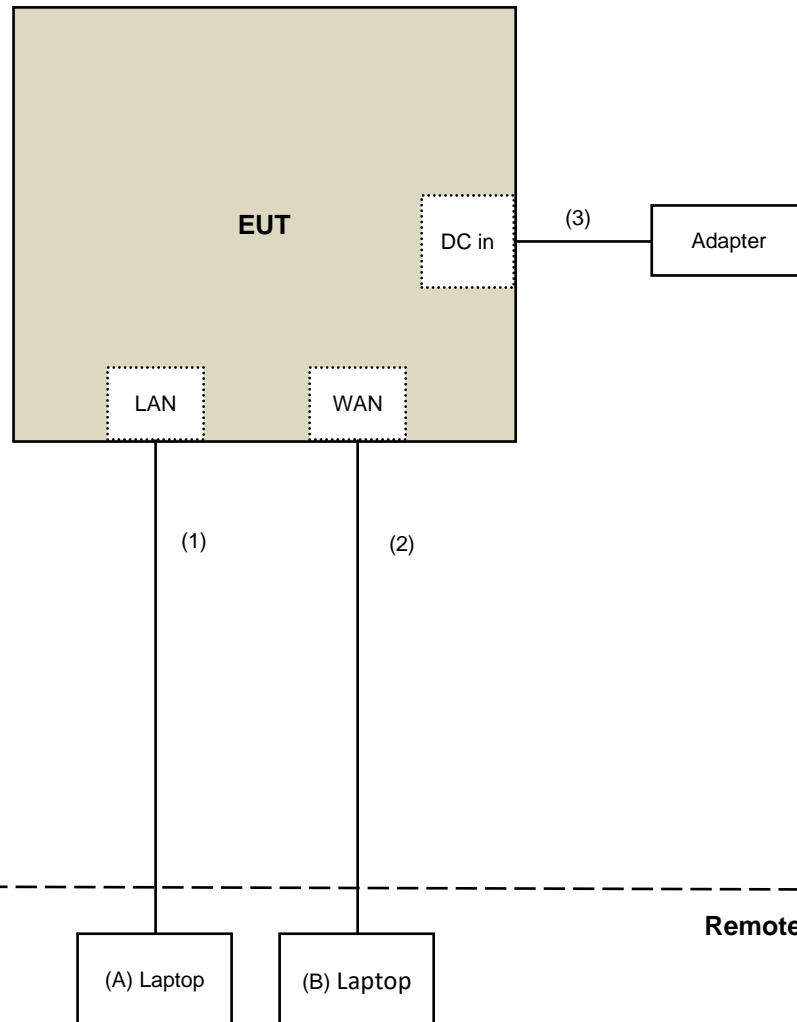 EUT
DC in
(3)
Adapter
LAN
WAN
(1)
(2)
Remote
(A) Laptop
(B) Laptop